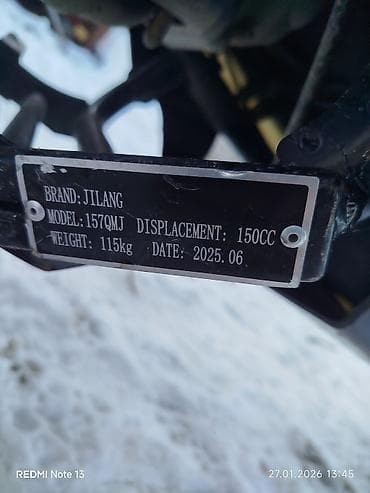 BRAND:JILANG
MODEL:157QMJ DISPLACEMENT: 150CC
WEIGHT: 115kg DATE: 2025.06
REDMI Note 13
27.01.2026 13:45